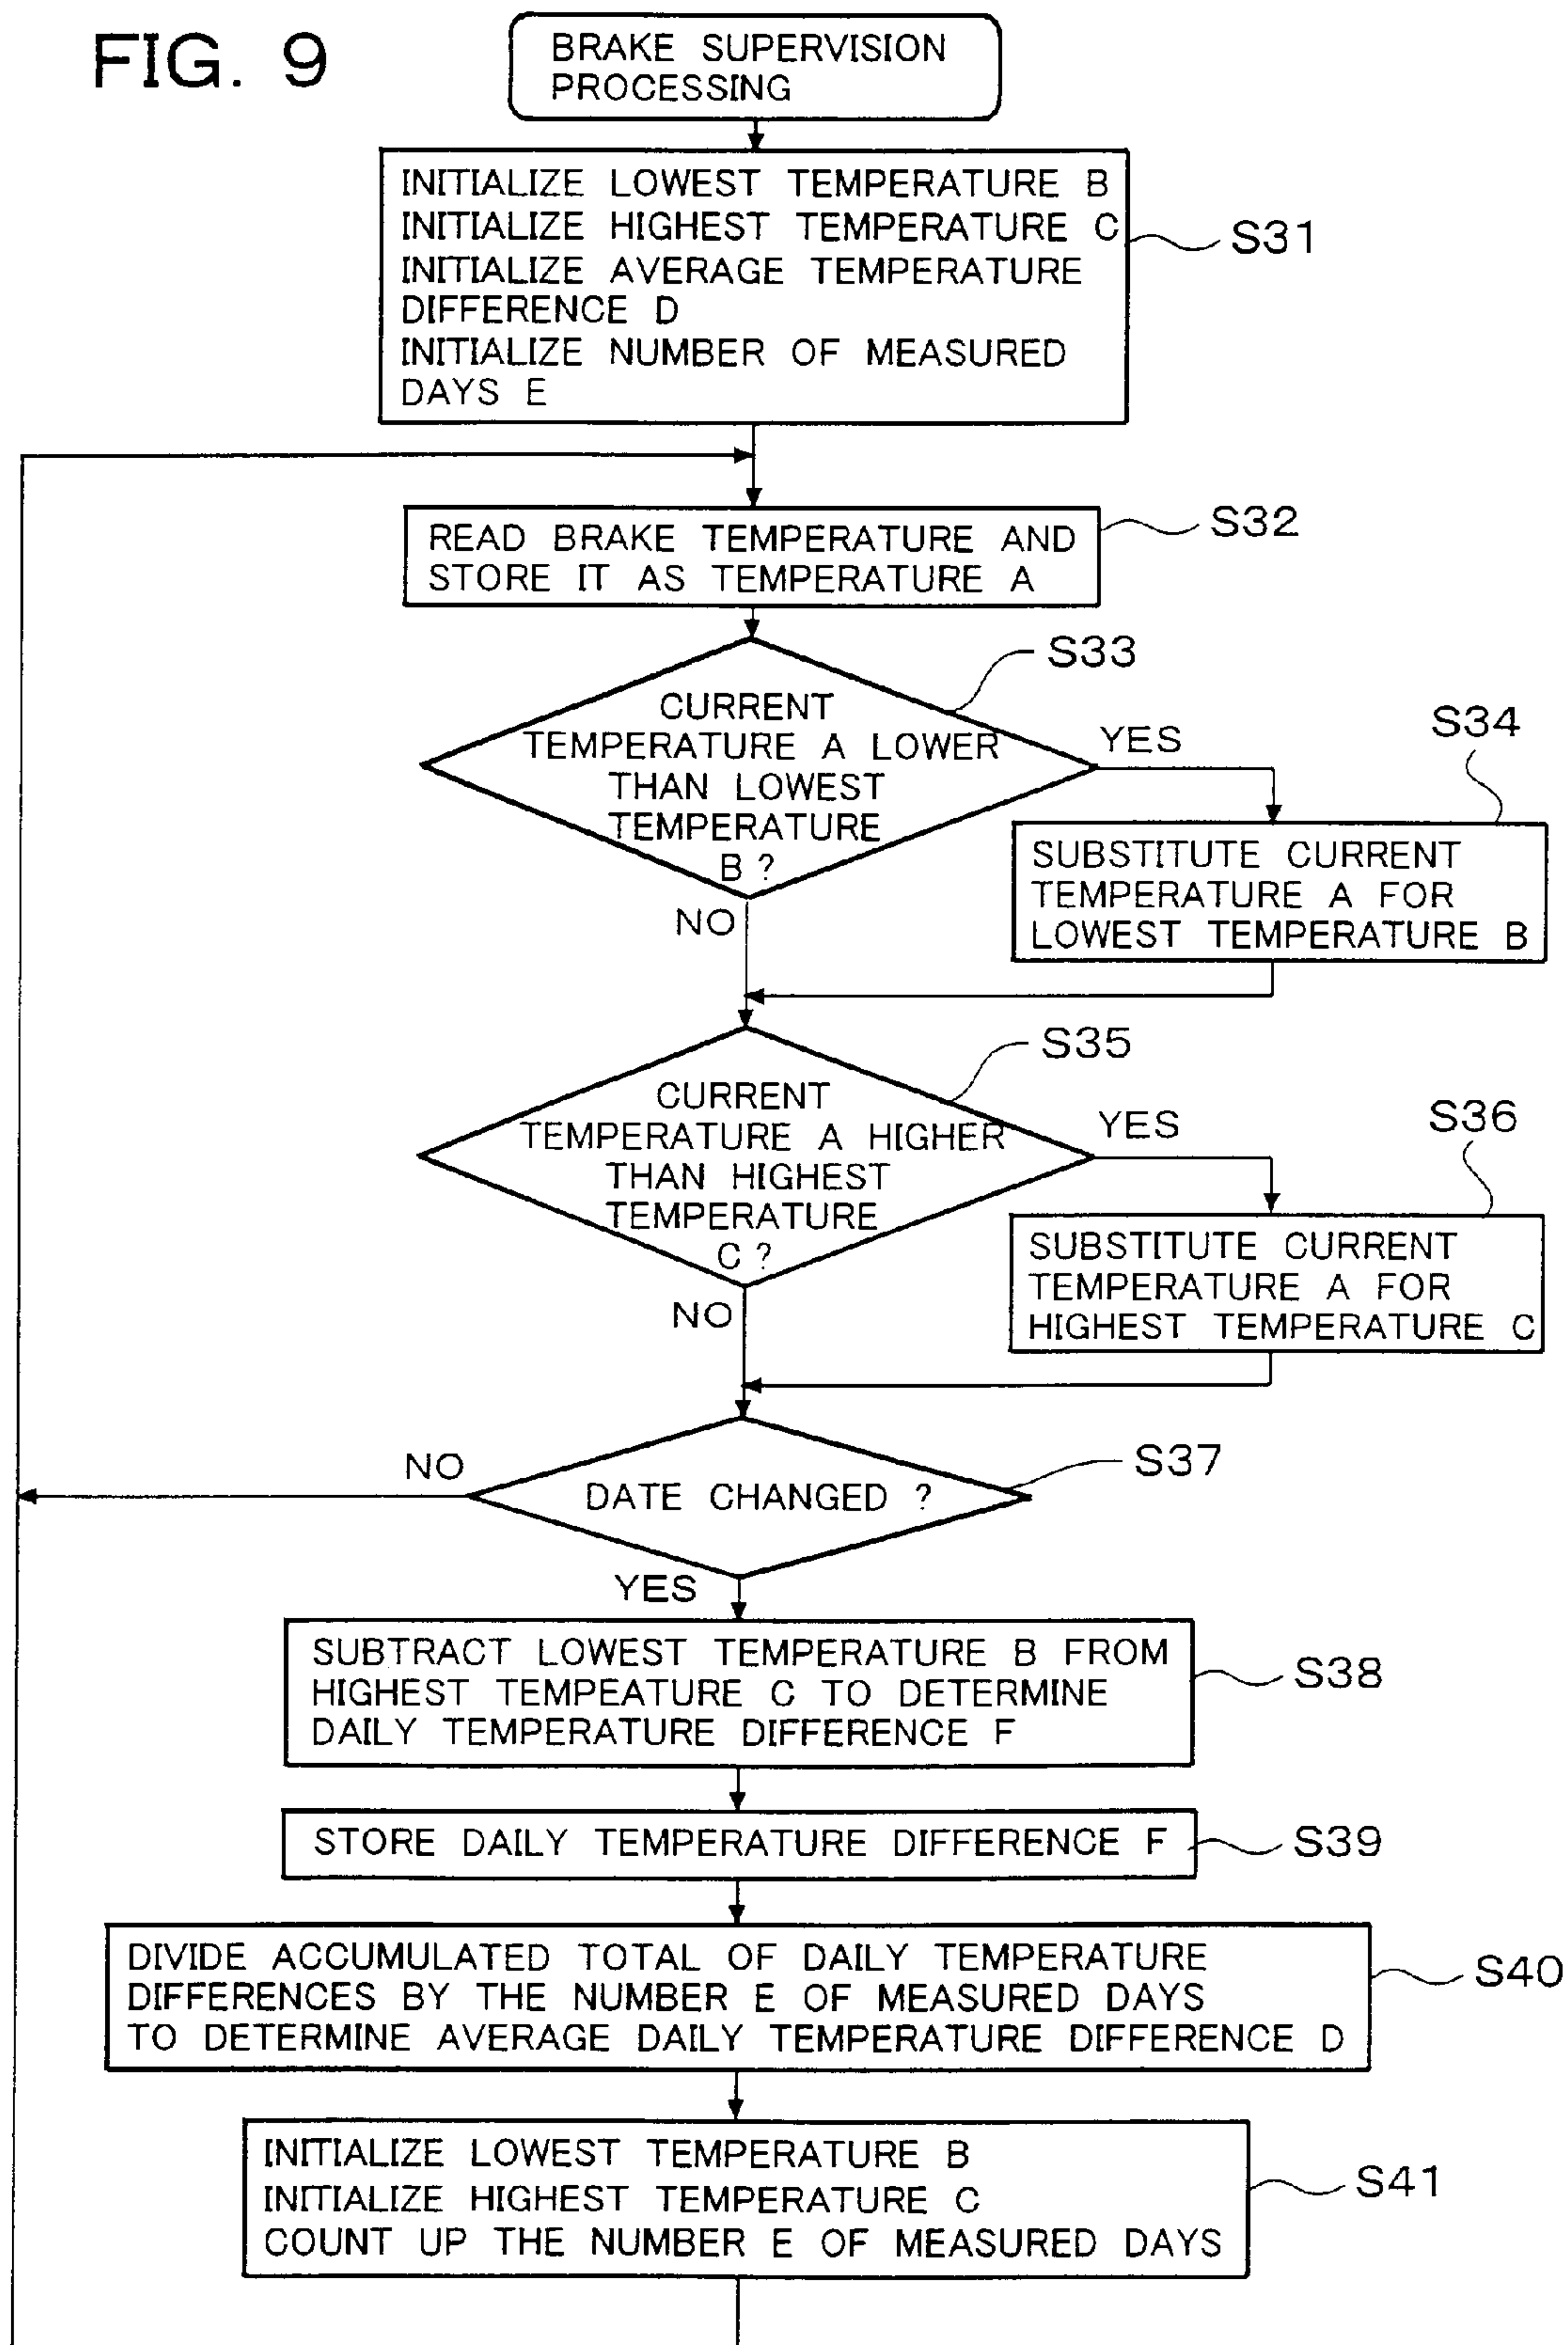 FIG. 9
BRAKE SUPERVISION
PROCESSING
INITIALIZE LOWEST TEMPERATURE B
INITIALIZE HIGHEST TEMPERATURE C
INITIALIZE AVERAGE TEMPERATURE
DIFFERENCE D
INITIALIZE NUMBER OF MEASURED
DAYS E
S31
READ BRAKE TEMPERATURE AND
STORE IT AS TEMPERATURE A
S32
CURRENT
TEMPERATURE A LOWER
THAN LOWEST
TEMPERATURE
B ?
S33
YES
NO
S34
SUBSTITUTE CURRENT
TEMPERATURE A FOR
LOWEST TEMPERATURE B
CURRENT
TEMPERATURE A HIGHER
THAN HIGHEST
TEMPERATURE
C ?
S35
YES
NO
S36
SUBSTITUTE CURRENT
TEMPERATURE A FOR
HIGHEST TEMPERATURE C
DATE CHANGED ?
S37
NO
YES
SUBTRACT LOWEST TEMPERATURE B FROM
HIGHEST TEMPEATURE C TO DETERMINE
DAILY TEMPERATURE DIFFERENCE F
S38
STORE DAILY TEMPERATURE DIFFERENCE F
S39
DIVIDE ACCUMULATED TOTAL OF DAILY TEMPERATURE
DIFFERENCES BY THE NUMBER E OF MEASURED DAYS
TO DETERMINE AVERAGE DAILY TEMPERATURE DIFFERENCE D
S40
INITIALIZE LOWEST TEMPERATURE B
INITIALIZE HIGHEST TEMPERATURE C
COUNT UP THE NUMBER E OF MEASURED DAYS
S41